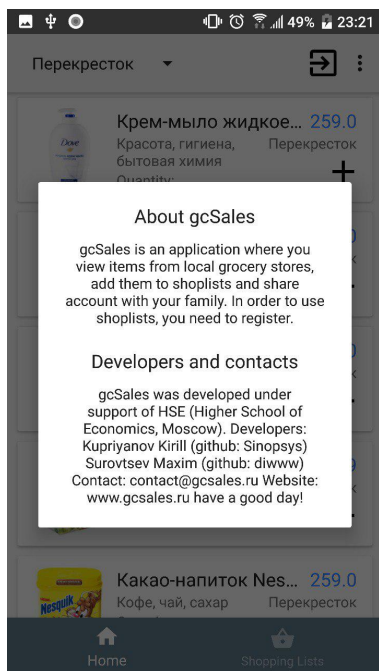 49% 23:21
Перекресток
Крем-мыло жидкое... 259.0
Красота, гигиена, Перекресток
бытовая химия
Quantity:
About gcSales
gcSales is an application where you
view items from local grocery stores,
add them to shoplists and share
account with your family. In order to use
shoplists, you need to register.
Developers and contacts
gcSales was developed under
support of HSE (Higher School of
Economics, Moscow). Developers:
Kupriyanov Kirill (github: Sinopsys)
Surovtsev Maxim (github: diwww)
Contact: contact@gcsales.ru Website:
www.gcsales.ru have a good day!
Какао-напиток Nes... 259.0
Кофе, чай, сахар Перекресток
Home Shopping Lists
Dove
Nesquik